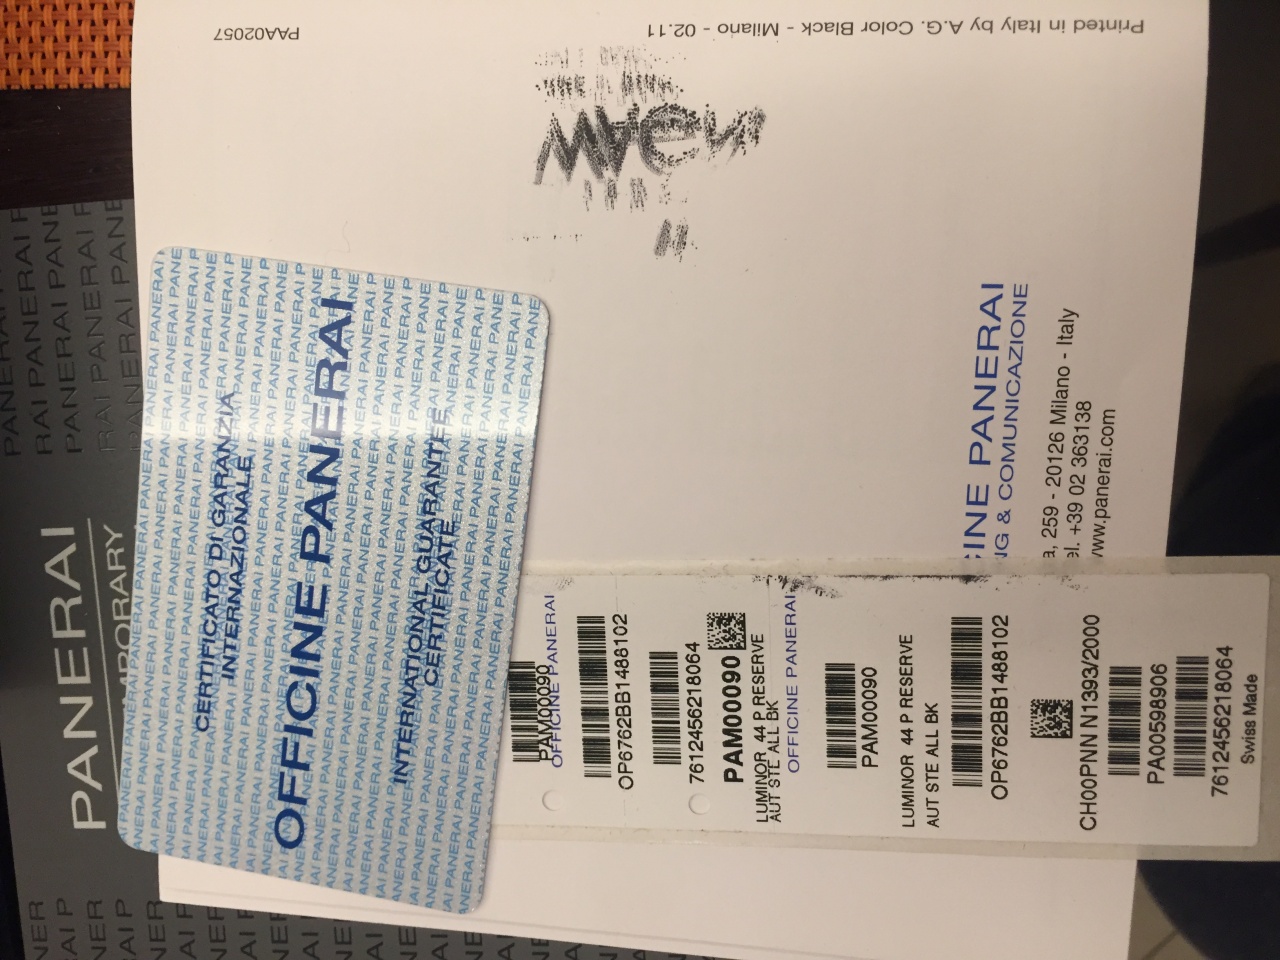 Printed in Italy by A.G. Color Black - Milano - 02.11
PAA02057
PANERAI
CERTIFICATO DI GARANZIA
INTERNAZIONALE
OFFICINE PANERAI
INTERNATIONAL GUARANTEE
CERTIFICATE
CINE PANERAI
NG & COMUNICAZIONE
a, 259 - 20126 Milano - Italy
el. +39 02 363138
www.panerai.com
PAM00090
OFFICINE PANERAI
OP6762BB1488102
7612456218064
PAM00090
LUMINOR 44 P RESERVE
AUT STE ALL BK
OFFICINE PANERAI
PAM00090
LUMINOR 44 P RESERVE
AUT STE ALL BK
OP6762BB1488102
CH00PNN N1393/2000
PA00598906
7612456218064
Swiss Made